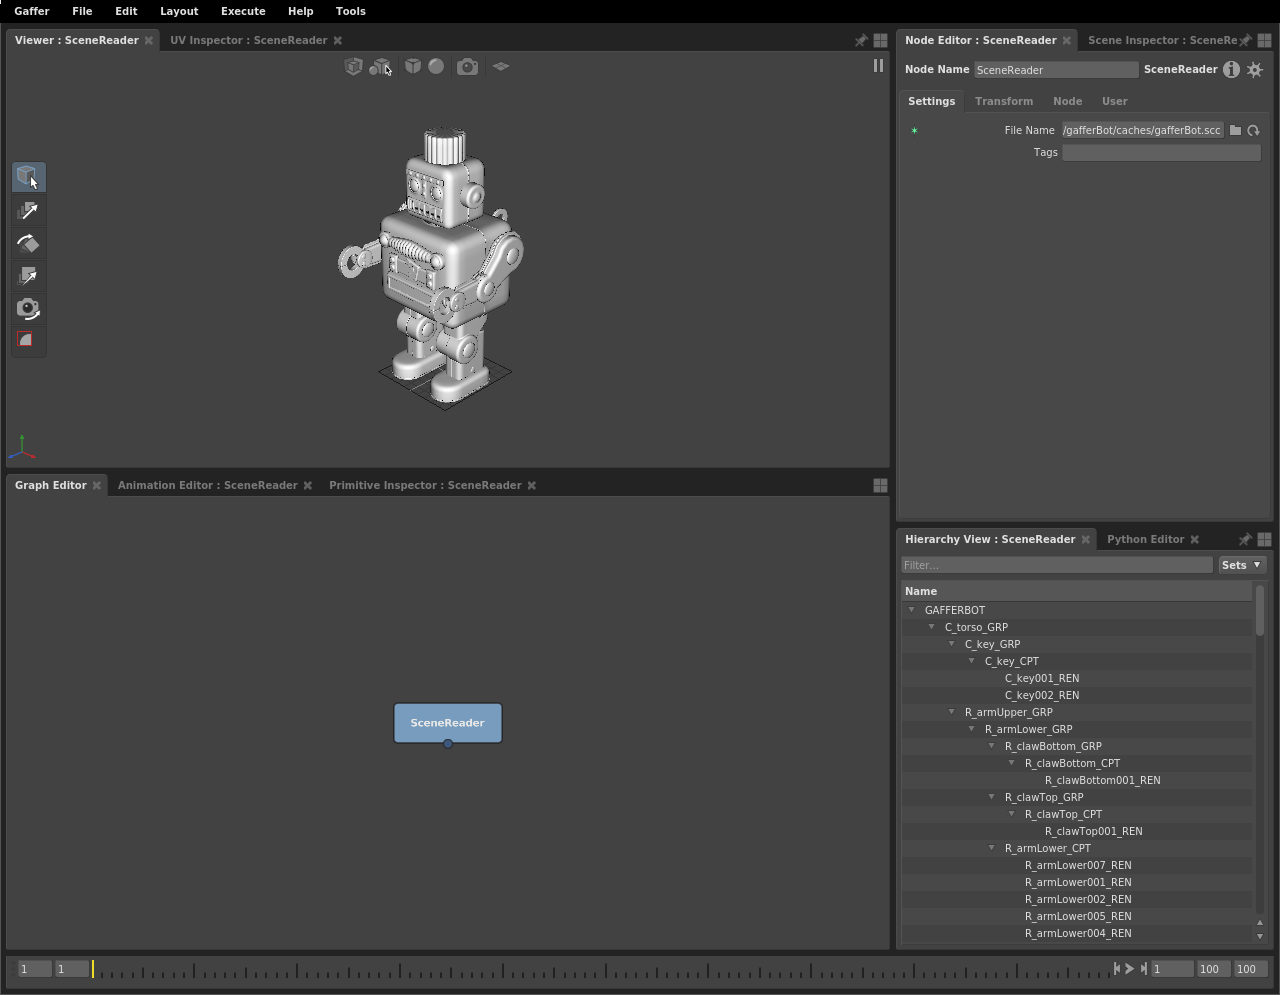 Gaffer File Edit Layout Execute Help Tools
Viewer : SceneReader UV Inspector : SceneReader
Node Editor : SceneReader Scene Inspector : SceneRe
Node Name SceneReader SceneReader
Settings Transform Node User
File Name /gafferBot/caches/gafferBot.scc
Tags
Graph Editor Animation Editor : SceneReader Primitive Inspector : SceneReader
SceneReader
Hierarchy View : SceneReader Python Editor
Filter... Sets
Name
GAFFERBOT
C_torso_GRP
C_key_GRP
C_key_CPT
C_key001_REN
C_key002_REN
R_armUpper_GRP
R_armLower_GRP
R_clawBottom_GRP
R_clawBottom_CPT
R_clawBottom001_REN
R_clawTop_GRP
R_clawTop_CPT
R_clawTop001_REN
R_armLower_CPT
R_armLower007_REN
R_armLower001_REN
R_armLower002_REN
R_armLower005_REN
R_armLower004_REN
1 1 1 100 100